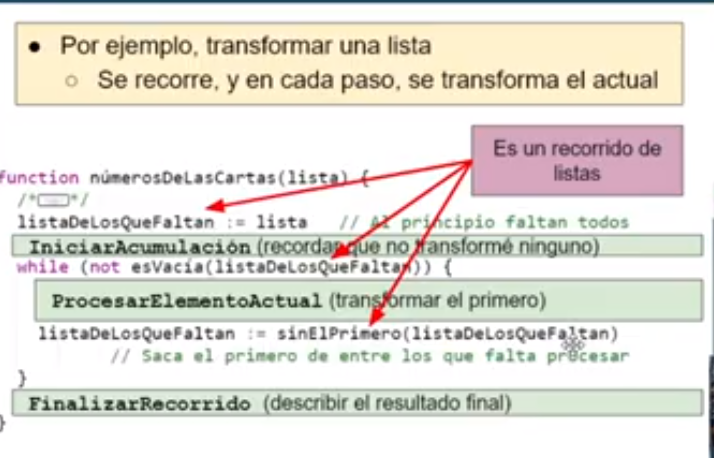 ● Por ejemplo, transformar una lista
○ Se recorre, y en cada paso, se transforma el actual
Es un recorrido de
listas
function númerosDeLasCartas(lista) {
/*...*/
listaDeLosQueFaltan := lista // Al principio faltan todos
IniciarAcumulación (recordar que no transformé ninguno)
while (not esVacía(listaDeLosQueFaltan)) {
ProcesarElementoActual (transformar el primero)
listaDeLosQueFaltan := sinElPrimero(listaDeLosQueFaltan)
// Saca el primero de entre los que falta procesar
}
FinalizarRecorrido (describir el resultado final)
}